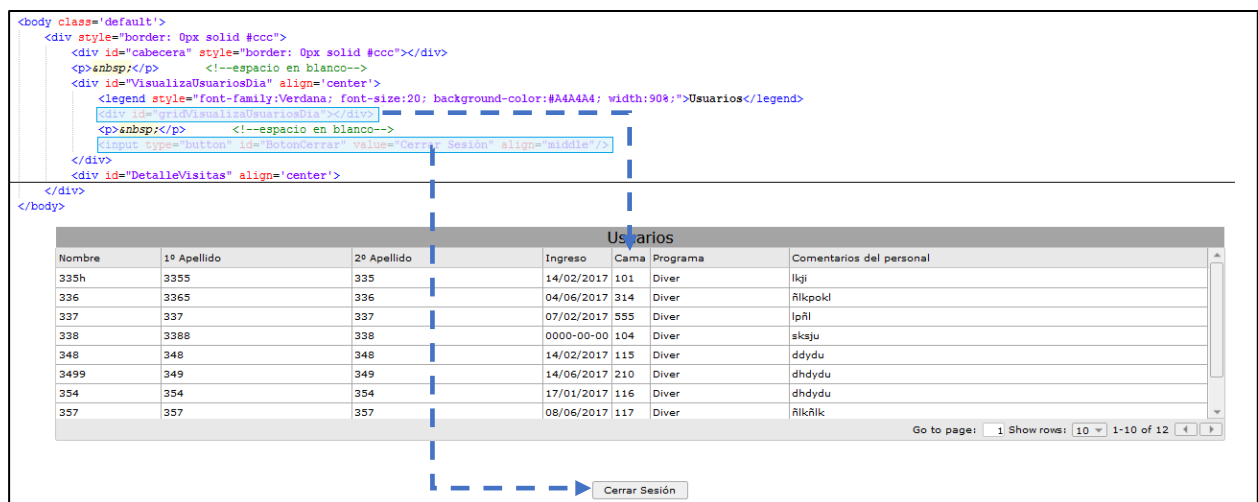 <body class='default'>
<div style="border: 0px solid #ccc">
<div id="cabecera" style="border: 0px solid #ccc"></div>
<p>&nbsp;</p> <!--espacio en blanco-->
<div id="VisualizaUsuariosDia" align='center'>
<legend style="font-family:Verdana; font-size:20; background-color:#A4A4A4; width:90%;">Usuarios</legend>
<div id="gridVisualizaUsuariosDia"></div>
<p>&nbsp;</p> <!--espacio en blanco-->
<input type="button" id="BotonCerrar" value="Cerrar Sesión" align="middle"/>
</div>
<div id="DetalleVisitas" align='center'>
</div>
</body>
Usuarios
Nombre 1º Apellido 2º Apellido Ingreso Cama Programa Comentarios del personal
335h 3355 335 14/02/2017 101 Diver lkji
336 3365 336 04/06/2017 314 Diver ñlkpokl
337 337 337 07/02/2017 555 Diver lpñl
338 3388 338 0000-00-00 104 Diver sksju
348 348 348 14/02/2017 115 Diver ddydu
3499 349 349 14/06/2017 210 Diver dhdydu
354 354 354 17/01/2017 116 Diver dhdydu
357 357 357 08/06/2017 117 Diver ñlkñlk
Go to page: 1 Show rows: 10 1-10 of 12
Cerrar Sesión